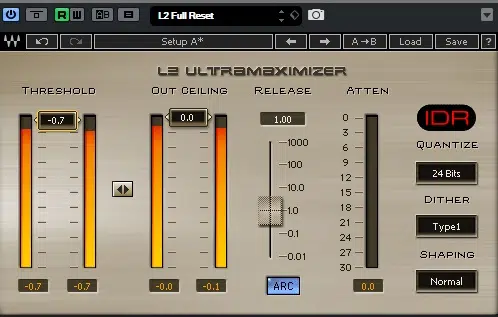 R W AB L2 Full Reset
Setup A* A→B Load Save ?
L2 ULTRAMAXIMIZER
THRESHOLD OUT CEILING RELEASE ATTEN
-0.7 0.0 1.00
IDR
QUANTIZE
24 Bits
DITHER
Type1
SHAPING
Normal
1000
100
10.0
1.0
0.1
0.01
0
3
6
9
12
15
18
21
24
27
30
-0.7 -0.7 -0.0 -0.1 ARC 0.0